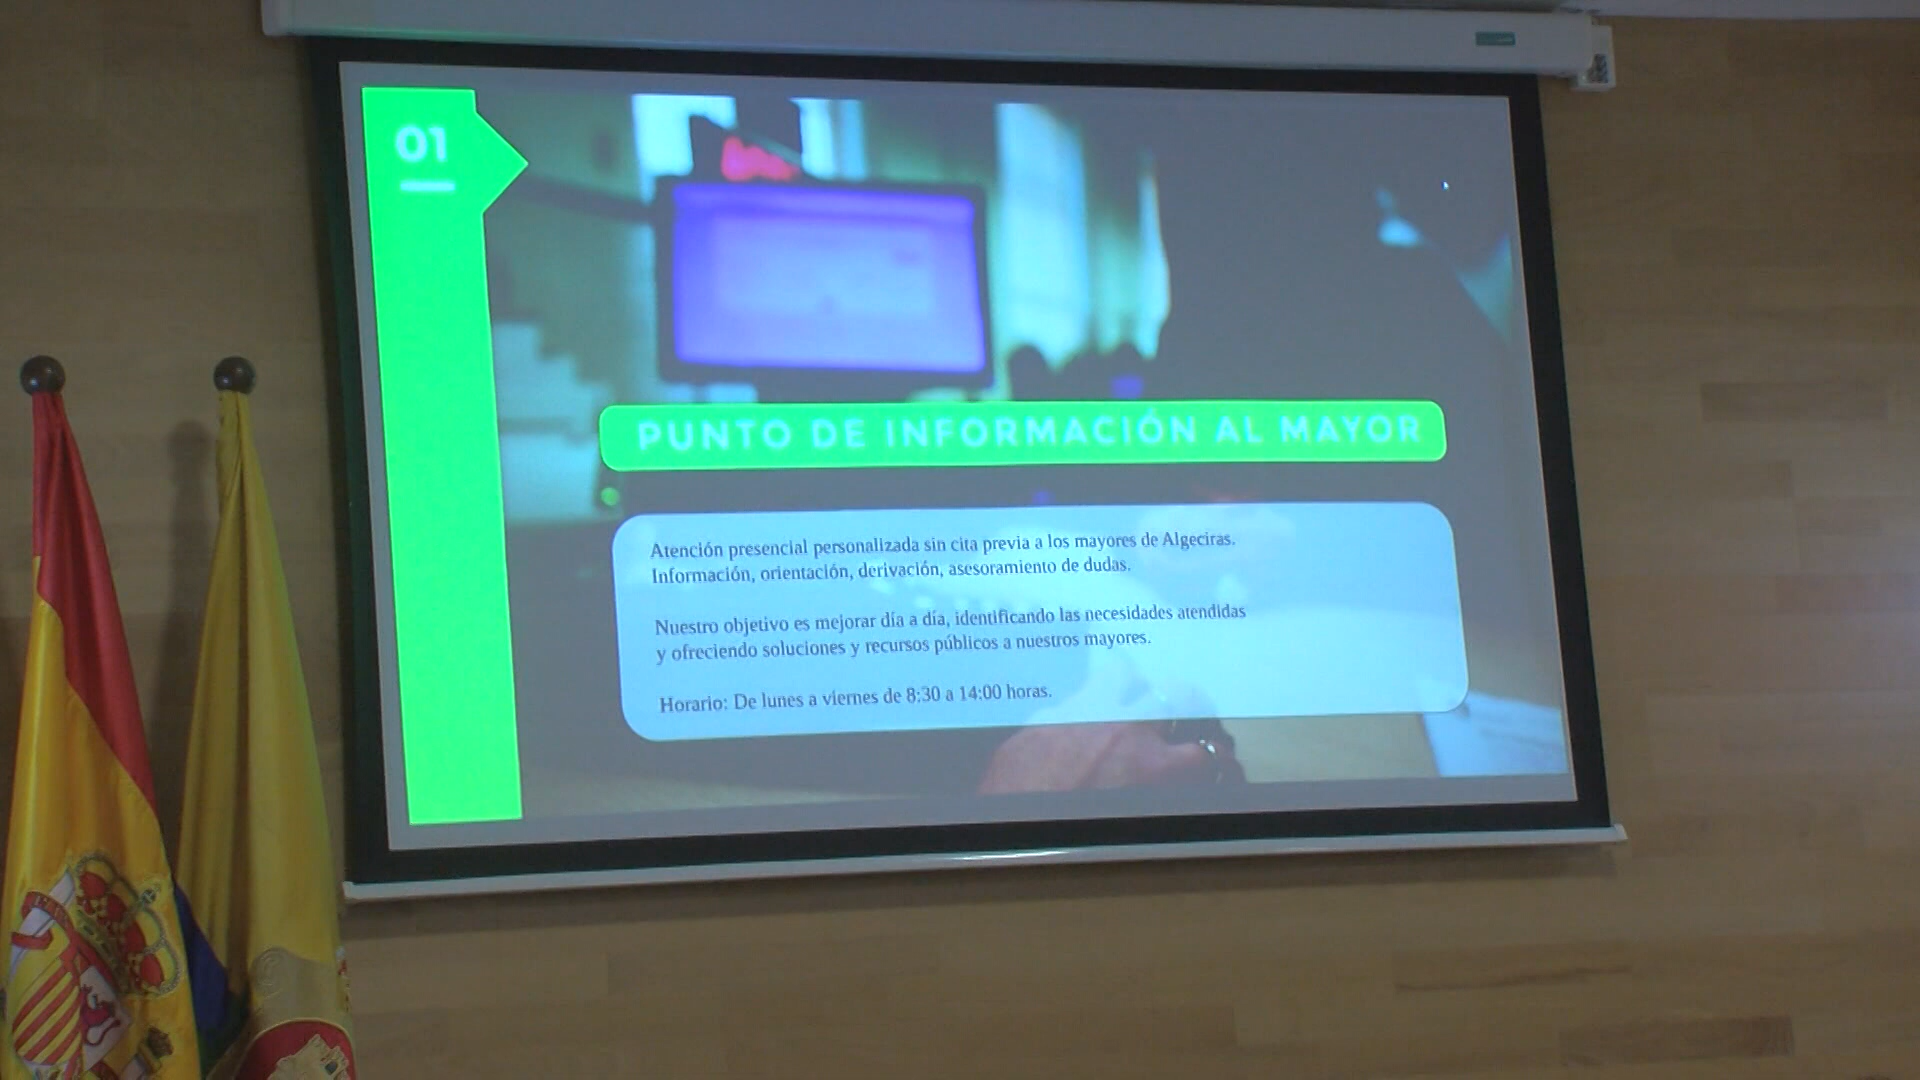 01
PUNTO DE INFORMACIÓN AL MAYOR
Atención presencial personalizada sin cita previa a los mayores de Algeciras.
Información, orientación, derivación, asesoramiento de dudas.
Nuestro objetivo es mejorar día a día, identificando las necesidades atendidas
y ofreciendo soluciones y recursos públicos a nuestros mayores.
Horario: De lunes a viernes de 8:30 a 14:00 horas.